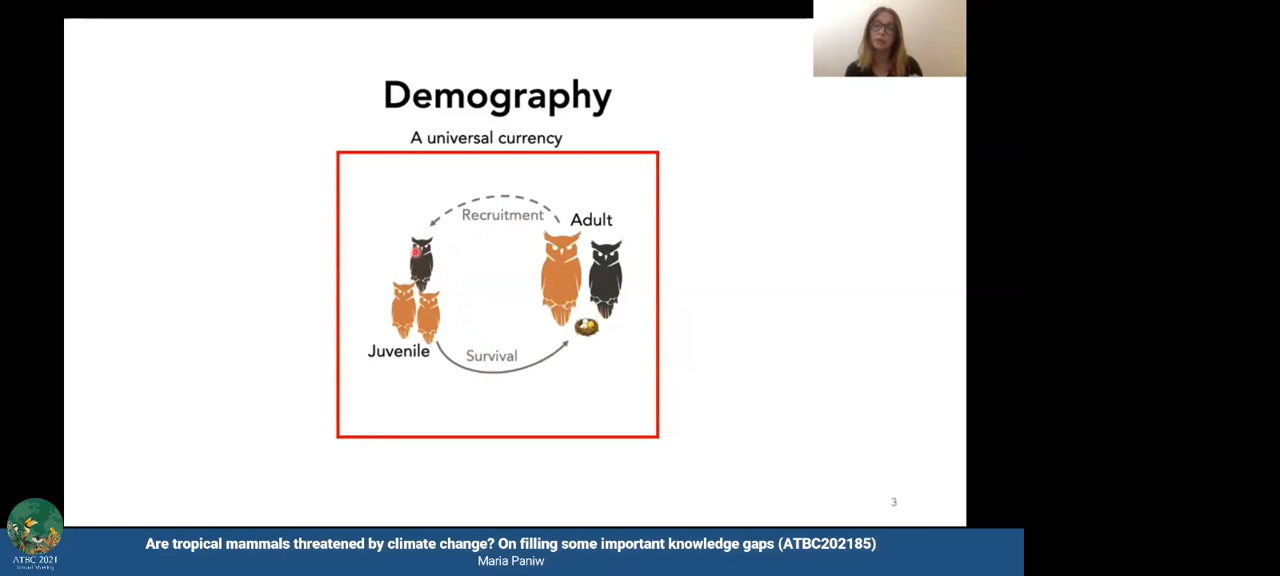 Demography
A universal currency
Recruitment
Adult
Juvenile
Survival
3
Are tropical mammals threatened by climate change? On filling some important knowledge gaps (ATBC202185)
Maria Paniw
ATBC 2021